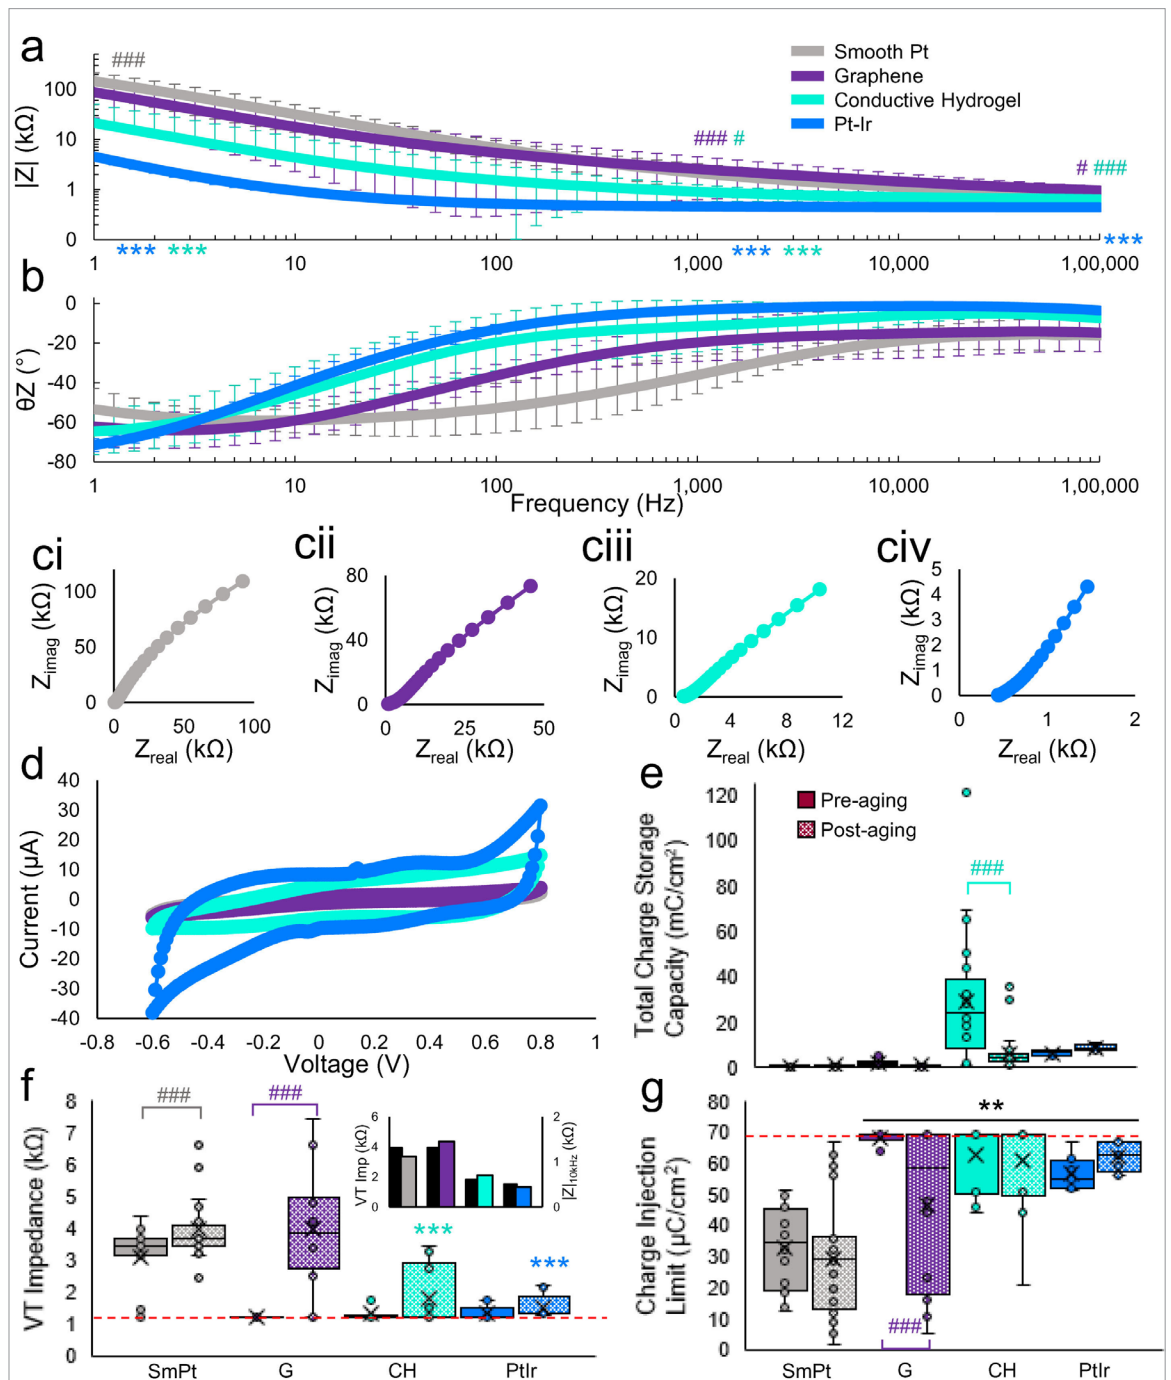 a
###
Smooth Pt
Graphene
Conductive Hydrogel
Pt-Ir
|Z| (kΩ)
100
10
1
0
### #
# ###
*** ***
*** ***
***
1 10 100 1,000 10,000 1,00,000
b
θZ (°)
0
-20
-40
-60
-80
1 10 100 1,000 10,000 1,00,000
Frequency (Hz)
ci
Zimag (kΩ)
100
50
0
0 50 100
Zreal (kΩ)
cii
Zimag (kΩ)
80
40
0
0 25 50
Zreal (kΩ)
ciii
Zimag (kΩ)
20
10
0
0 4 8 12
Zreal (kΩ)
civ
Zimag (kΩ)
5
4
3
2
1
0
0 1 2
Zreal (kΩ)
d
Current (µA)
40
30
20
10
0
-10
-20
-30
-40
-0.8 -0.6 -0.4 -0.2 0 0.2 0.4 0.6 0.8 1
Voltage (V)
e
Total Charge Storage
Capacity (mC/cm²)
120
100
80
60
40
20
0
Pre-aging
Post-aging
###
f
VT Impedance (kΩ)
8
7
6
5
4
3
2
1
0
###
###
VT Imp (kΩ)
6
4
2
0
|Z|10kHz (kΩ)
2
1
0
***
***
SmPt G CH PtIr
g
Charge Injection
Limit (µC/cm²)
80
70
60
50
40
30
20
10
0
**
###
SmPt G CH PtIr